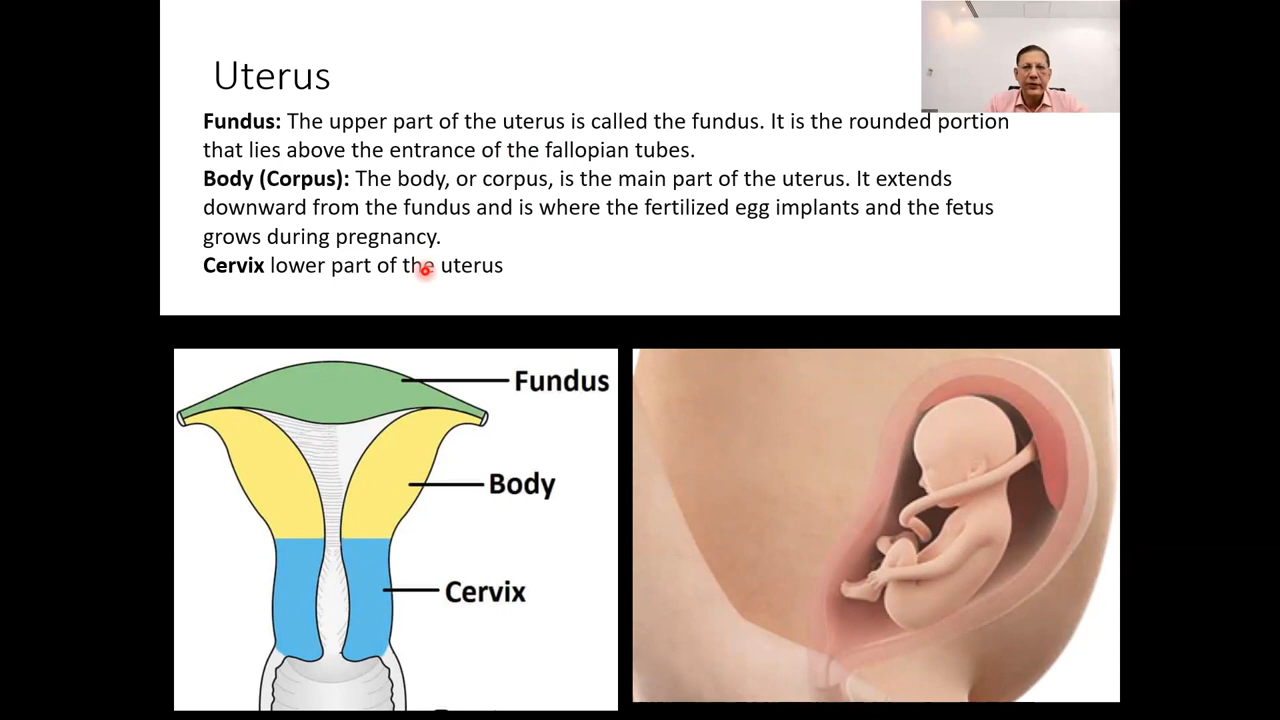 Uterus
Fundus: The upper part of the uterus is called the fundus. It is the rounded portion
that lies above the entrance of the fallopian tubes.
Body (Corpus): The body, or corpus, is the main part of the uterus. It extends
downward from the fundus and is where the fertilized egg implants and the fetus
grows during pregnancy.
Cervix lower part of the uterus
Fundus
Body
Cervix